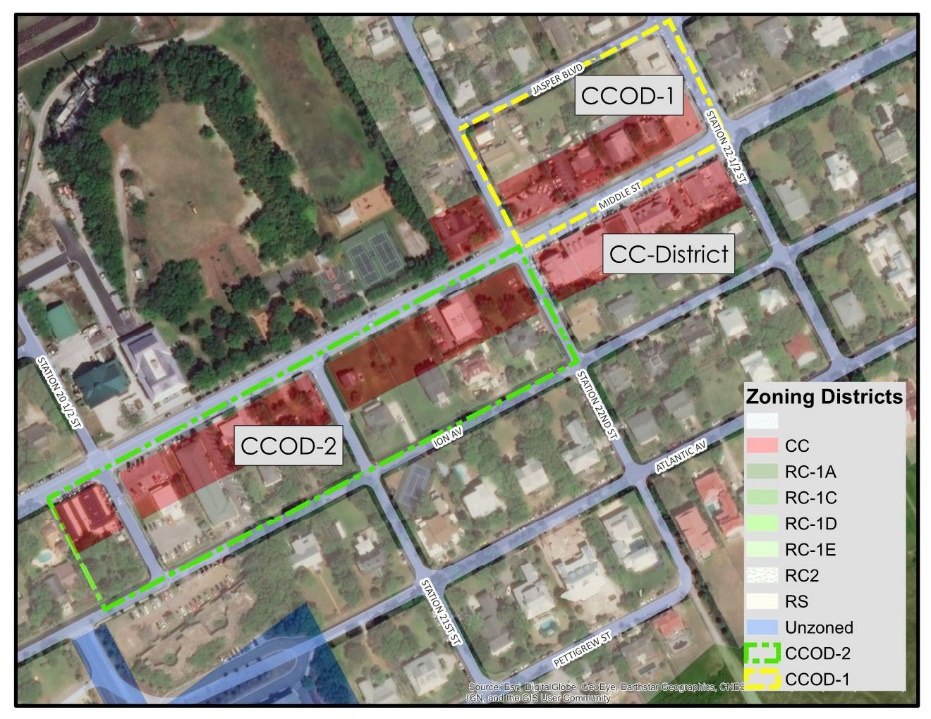 JASPER BLVD
CCOD-1
STATION 22 1/2 ST
MIDDLE ST
CC-District
STATION 20 1/2 ST
CCOD-2
ION AV
STATION 22ND ST
ATLANTIC AV
STATION 21ST ST
PETTIGREW ST
Zoning Districts
CC
RC-1A
RC-1C
RC-1D
RC-1E
RC2
RS
Unzoned
CCOD-2
CCOD-1
Source: Esri, DigitalGlobe, GeoEye, Earthstar Geographics, CNES
IGN, and the GIS User Community